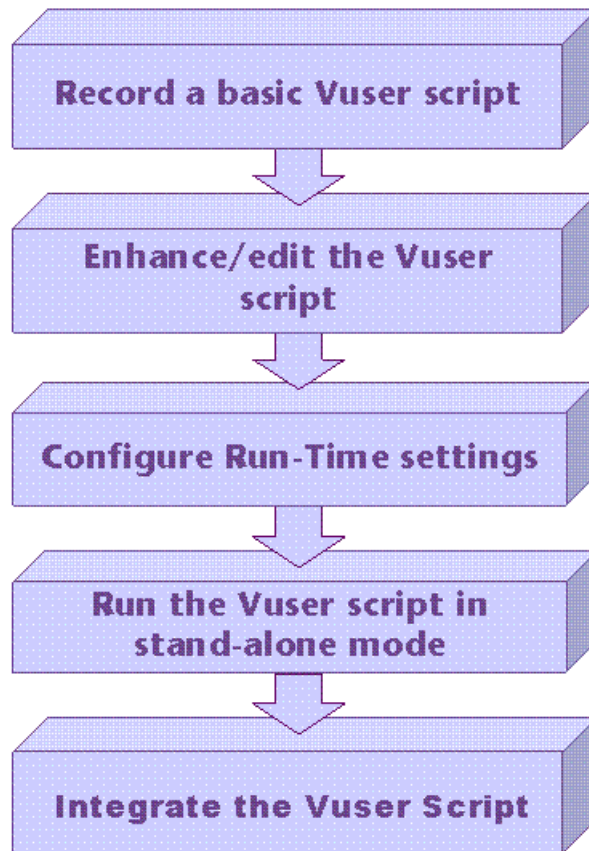 Record a basic Vuser script
Enhance/edit the Vuser
script
Configure Run-Time settings
Run the Vuser script in
stand-alone mode
Integrate the Vuser Script